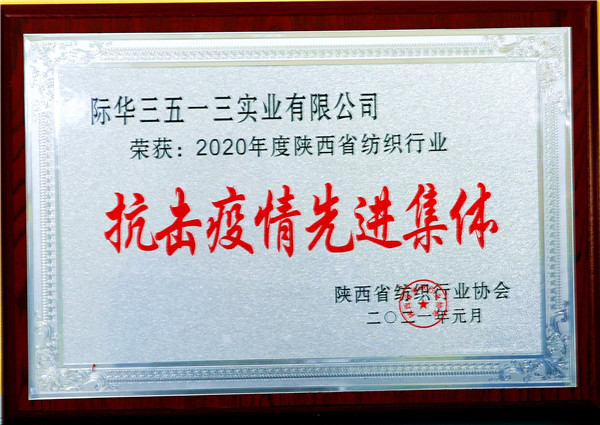 际华三五一三实业有限公司
荣获：2020年度陕西省纺织行业
抗击疫情先进集体
陕西省纺织行业协会
二〇二一年元月